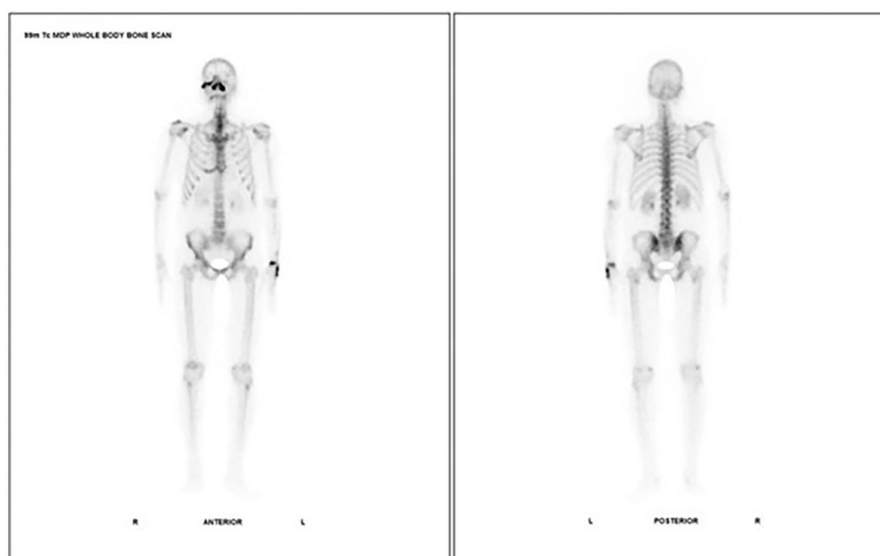 99m Tc MDP WHOLE BODY BONE SCAN
R ANTERIOR L
L POSTERIOR R